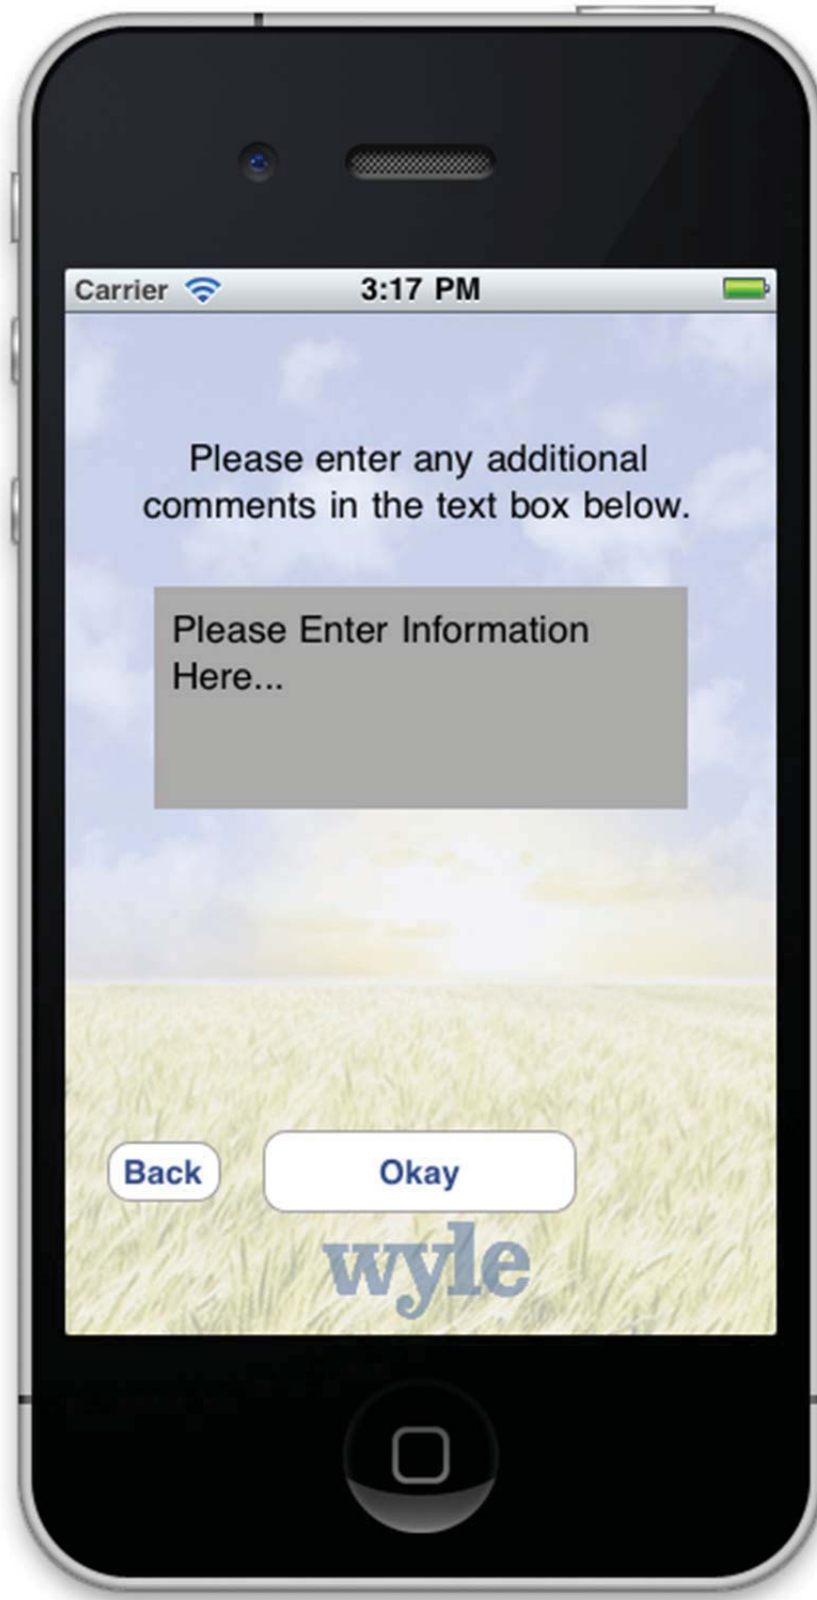 Carrier 3:17 PM
Please enter any additional
comments in the text box below.
Please Enter Information
Here...
Back Okay
wyle